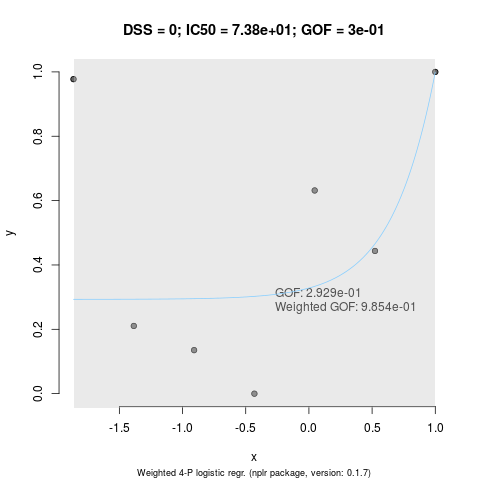 DSS = 0; IC50 = 7.38e+01; GOF = 3e-01
1.0
0.8
0.6
0.4
0.2
0.0
y
GOF: 2.929e-01
Weighted GOF: 9.854e-01
-1.5 -1.0 -0.5 0.0 0.5 1.0
x
Weighted 4-P logistic regr. (nplr package, version: 0.1.7)